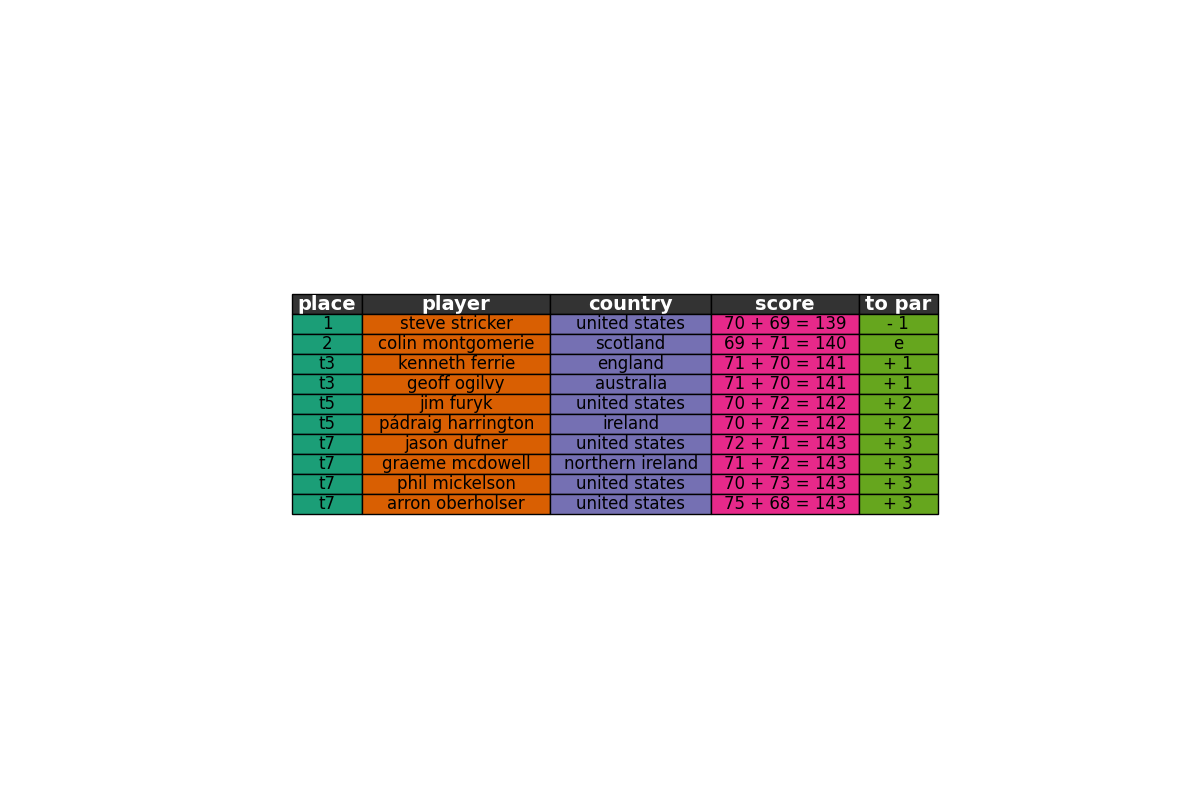 place player country score to par
1 steve stricker united states 70 + 69 = 139 - 1
2 colin montgomerie scotland 69 + 71 = 140 e
t3 kenneth ferrie england 71 + 70 = 141 + 1
t3 geoff ogilvy australia 71 + 70 = 141 + 1
t5 jim furyk united states 70 + 72 = 142 + 2
t5 pádraig harrington ireland 70 + 72 = 142 + 2
t7 jason dufner united states 72 + 71 = 143 + 3
t7 graeme mcdowell northern ireland 71 + 72 = 143 + 3
t7 phil mickelson united states 70 + 73 = 143 + 3
t7 arron oberholser united states 75 + 68 = 143 + 3